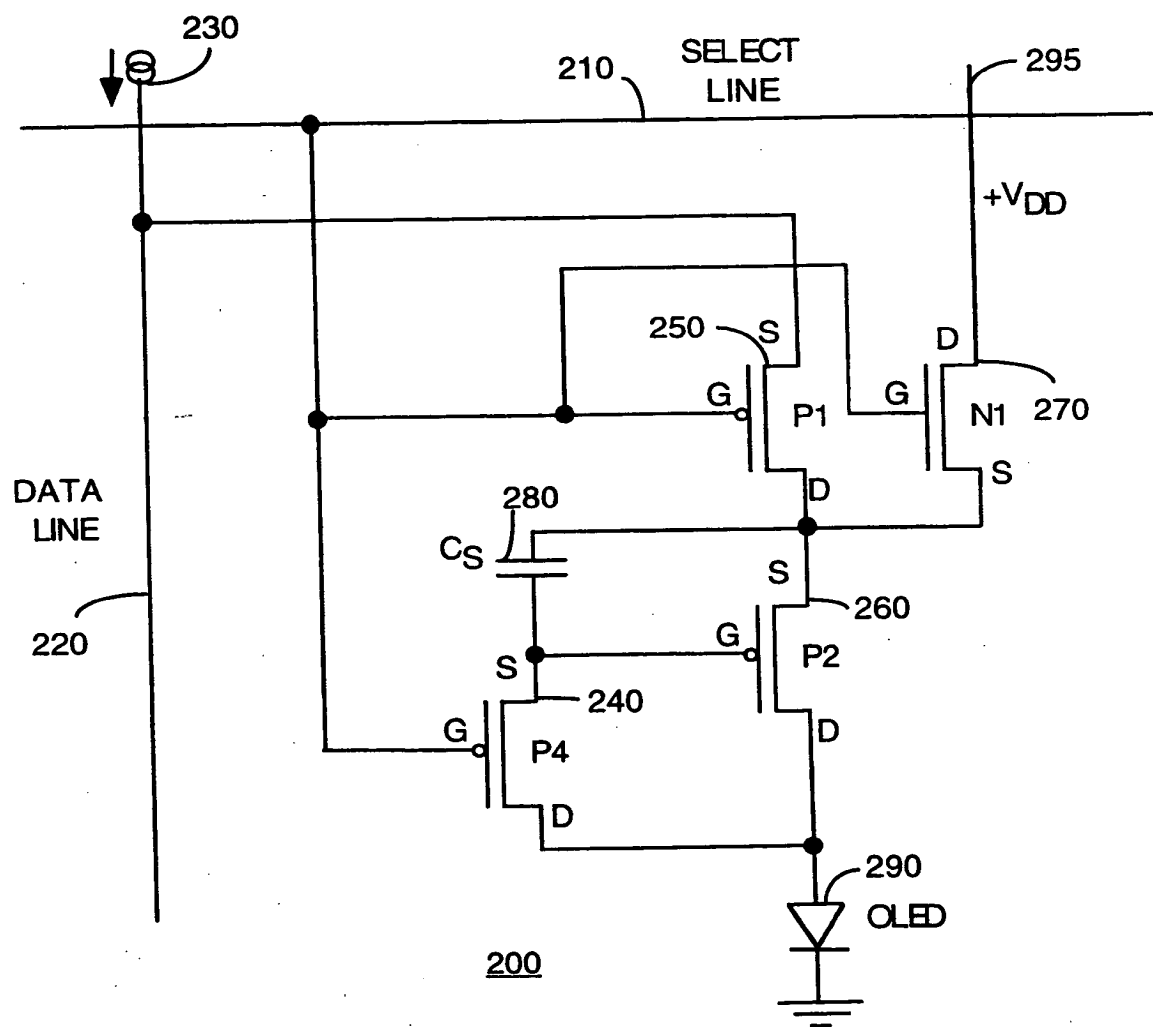 230
SELECT
LINE
210
295
+VDD
250
S
D
G
P1
G
N1
270
D
S
DATA
LINE
280
CS
S
260
220
G
P2
S
240
D
G
P4
D
290
OLED
200